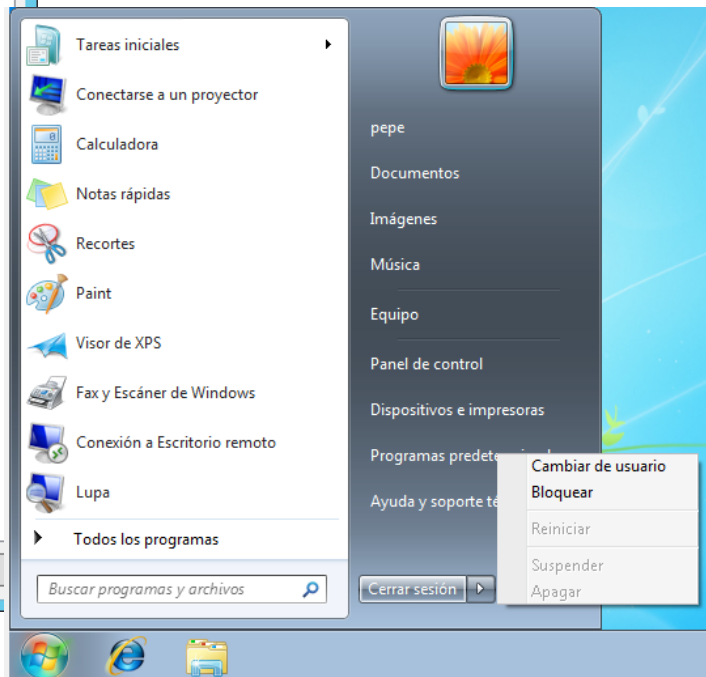 Tareas iniciales
Conectarse a un proyector
Calculadora
Notas rápidas
Recortes
Paint
Visor de XPS
Fax y Escáner de Windows
Conexión a Escritorio remoto
Lupa
Todos los programas
Buscar programas y archivos
pepe
Documentos
Imágenes
Música
Equipo
Panel de control
Dispositivos e impresoras
Programas
Ayuda y soporte
Cerrar sesión
Cambiar de usuario
Bloquear
Reiniciar
Suspender
Apagar